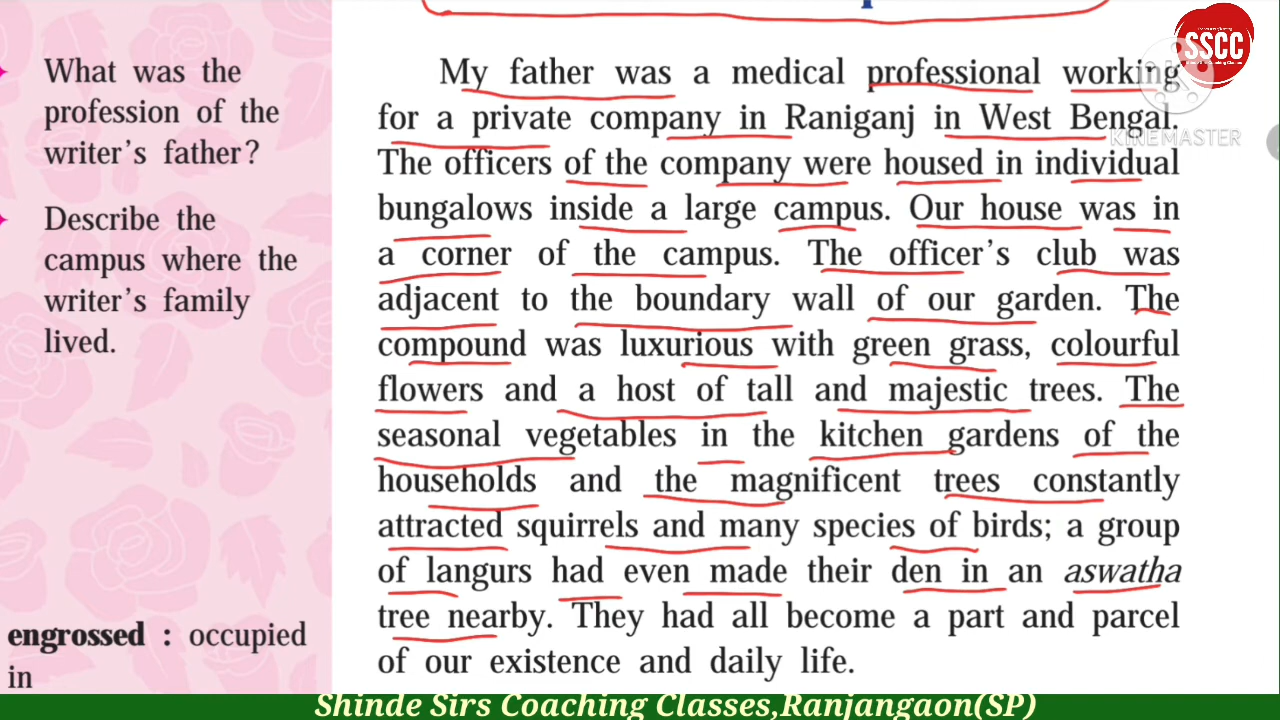 What was the
profession of the
writer's father?
Describe the
campus where the
writer's family
lived.
engrossed : occupied
in
My father was a medical professional working
for a private company in Raniganj in West Bengal.
The officers of the company were housed in individual
bungalows inside a large campus. Our house was in
a corner of the campus. The officer's club was
adjacent to the boundary wall of our garden. The
compound was luxurious with green grass, colourful
flowers and a host of tall and majestic trees. The
seasonal vegetables in the kitchen gardens of the
households and the magnificent trees constantly
attracted squirrels and many species of birds; a group
of langurs had even made their den in an aswatha
tree nearby. They had all become a part and parcel
of our existence and daily life.
SSCC
KINEMASTER
Shinde Sirs Coaching Classes,Ranjangaon(SP)